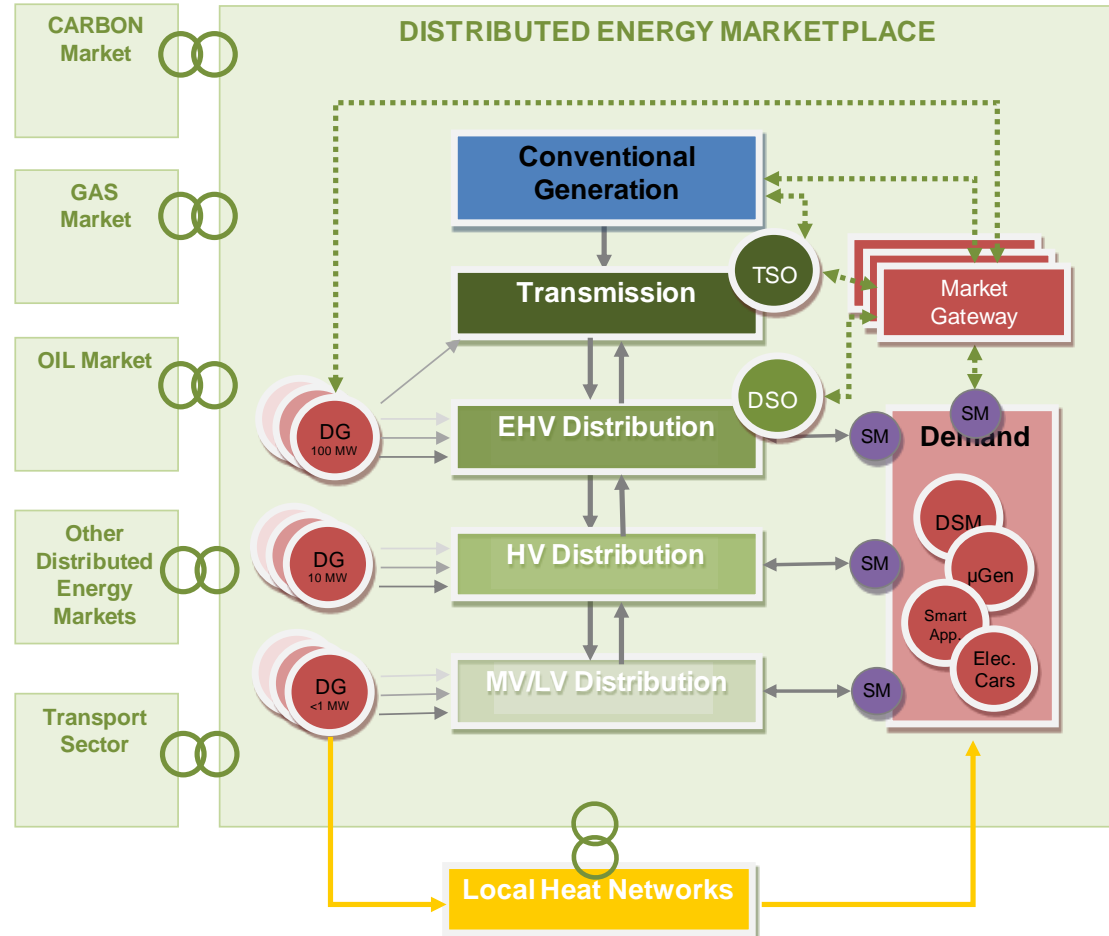 CARBON
Market
GAS
Market
OIL Market
Other
Distributed
Energy
Markets
Transport
Sector
DISTRIBUTED ENERGY MARKETPLACE
Conventional
Generation
TSO
Transmission
Market
Gateway
DSO
DG
100 MW
EHV Distribution
SM
SM
Demand
DSM
DG
10 MW
HV Distribution
SM
µGen
Smart
App.
Elec.
Cars
DG
<1 MW
MV/LV Distribution
SM
Local Heat Networks